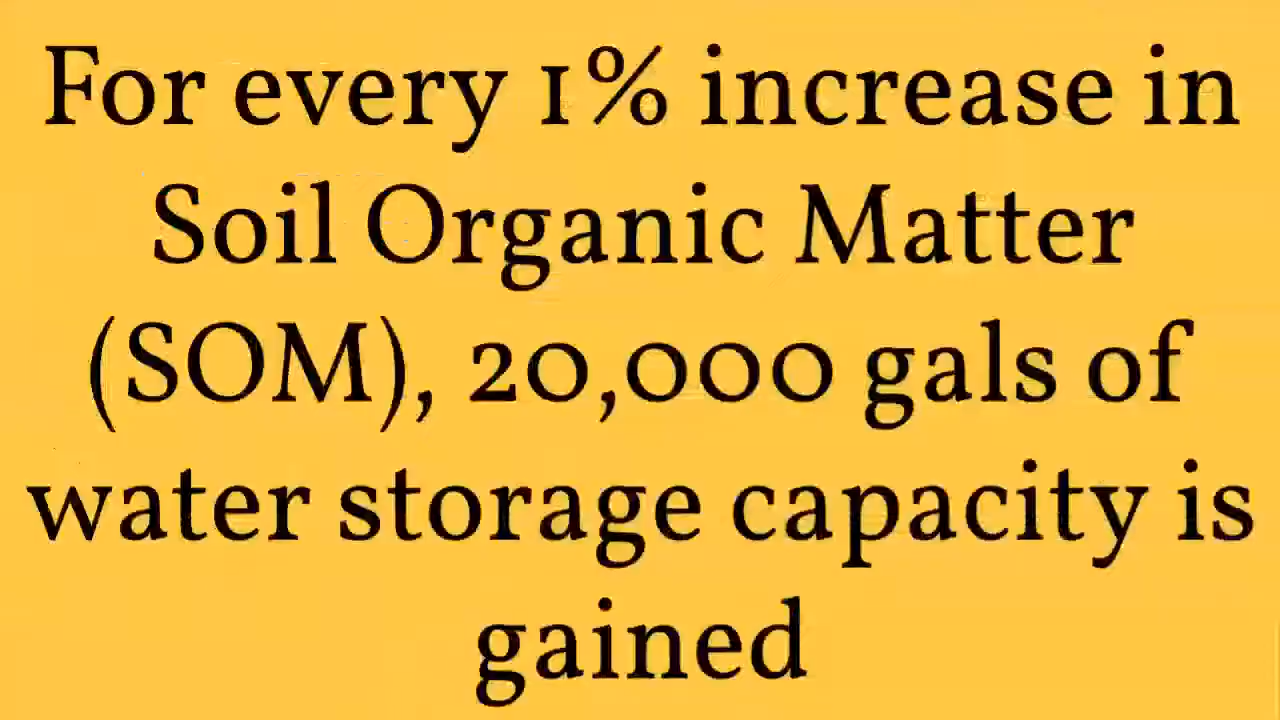 For every 1% increase in
Soil Organic Matter
(SOM), 20,000 gals of
water storage capacity is
gained